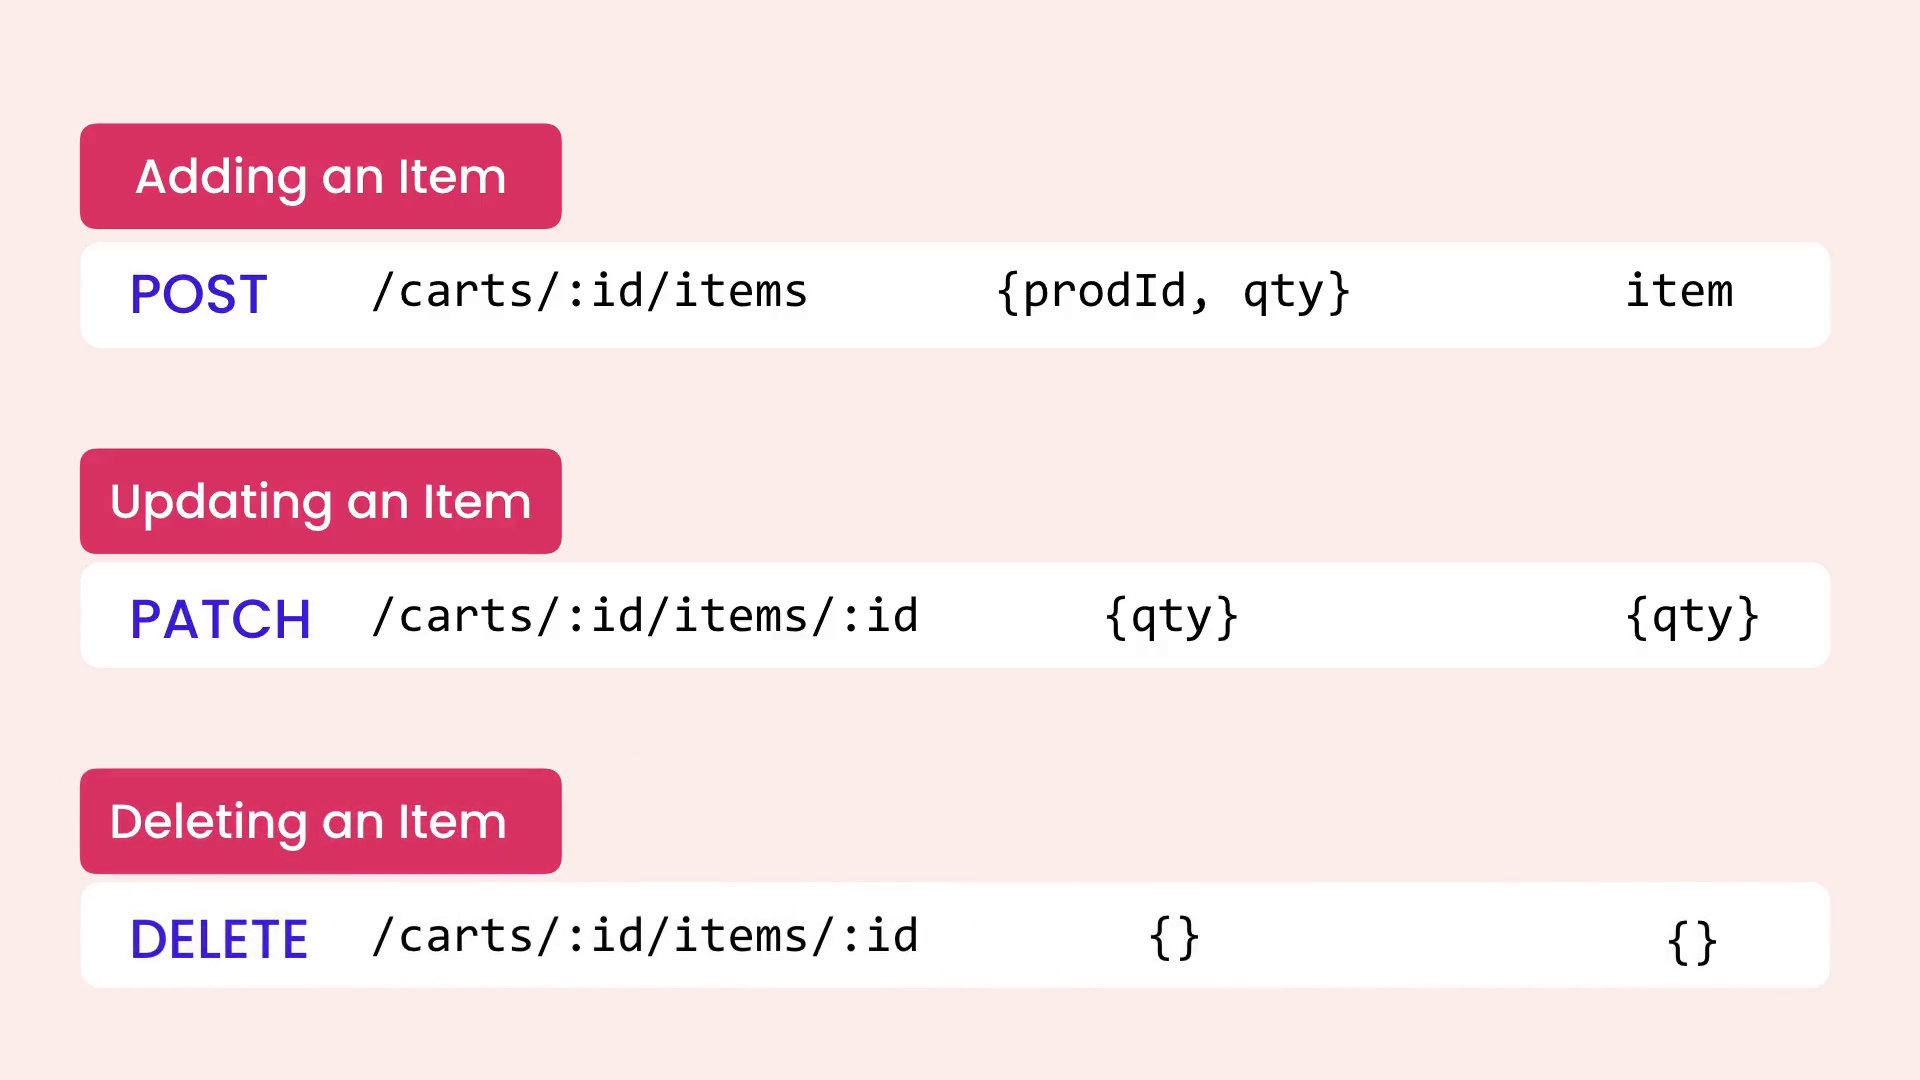 Adding an Item
POST /carts/:id/items {prodId, qty} item
Updating an Item
PATCH /carts/:id/items/:id {qty} {qty}
Deleting an Item
DELETE /carts/:id/items/:id {} {}